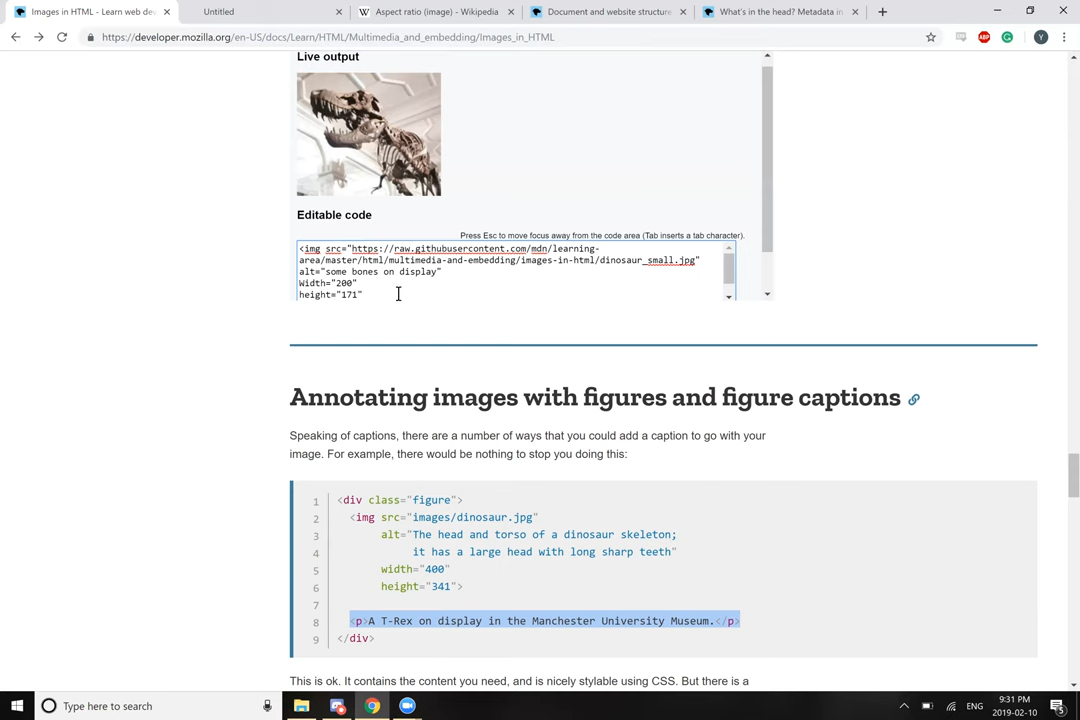 Images in HTML - Learn web dev
Untitled
Aspect ratio (image) - Wikipedia
Document and website structure
What's in the head? Metadata in
https://developer.mozilla.org/en-US/docs/Learn/HTML/Multimedia_and_embedding/Images_in_HTML
ABP
Y
Live output
Editable code
Press Esc to move focus away from the code area (Tab inserts a tab character).
<img src="https://raw.githubusercontent.com/mdn/learning-
area/master/html/multimedia-and-embedding/images-in-html/dinosaur_small.jpg"
alt="some bones on display"
Width="200"
height="171"
Annotating images with figures and figure captions
Speaking of captions, there are a number of ways that you could add a caption to go with your
image. For example, there would be nothing to stop you doing this:
1 <div class="figure">
2 <img src="images/dinosaur.jpg"
3 alt="The head and torso of a dinosaur skeleton;
4 it has a large head with long sharp teeth"
5 width="400"
6 height="341">
7
8 <p>A T-Rex on display in the Manchester University Museum.</p>
9 </div>
This is ok. It contains the content you need, and is nicely stylable using CSS. But there is a
Type here to search
ENG
9:31 PM
2019-02-10
5